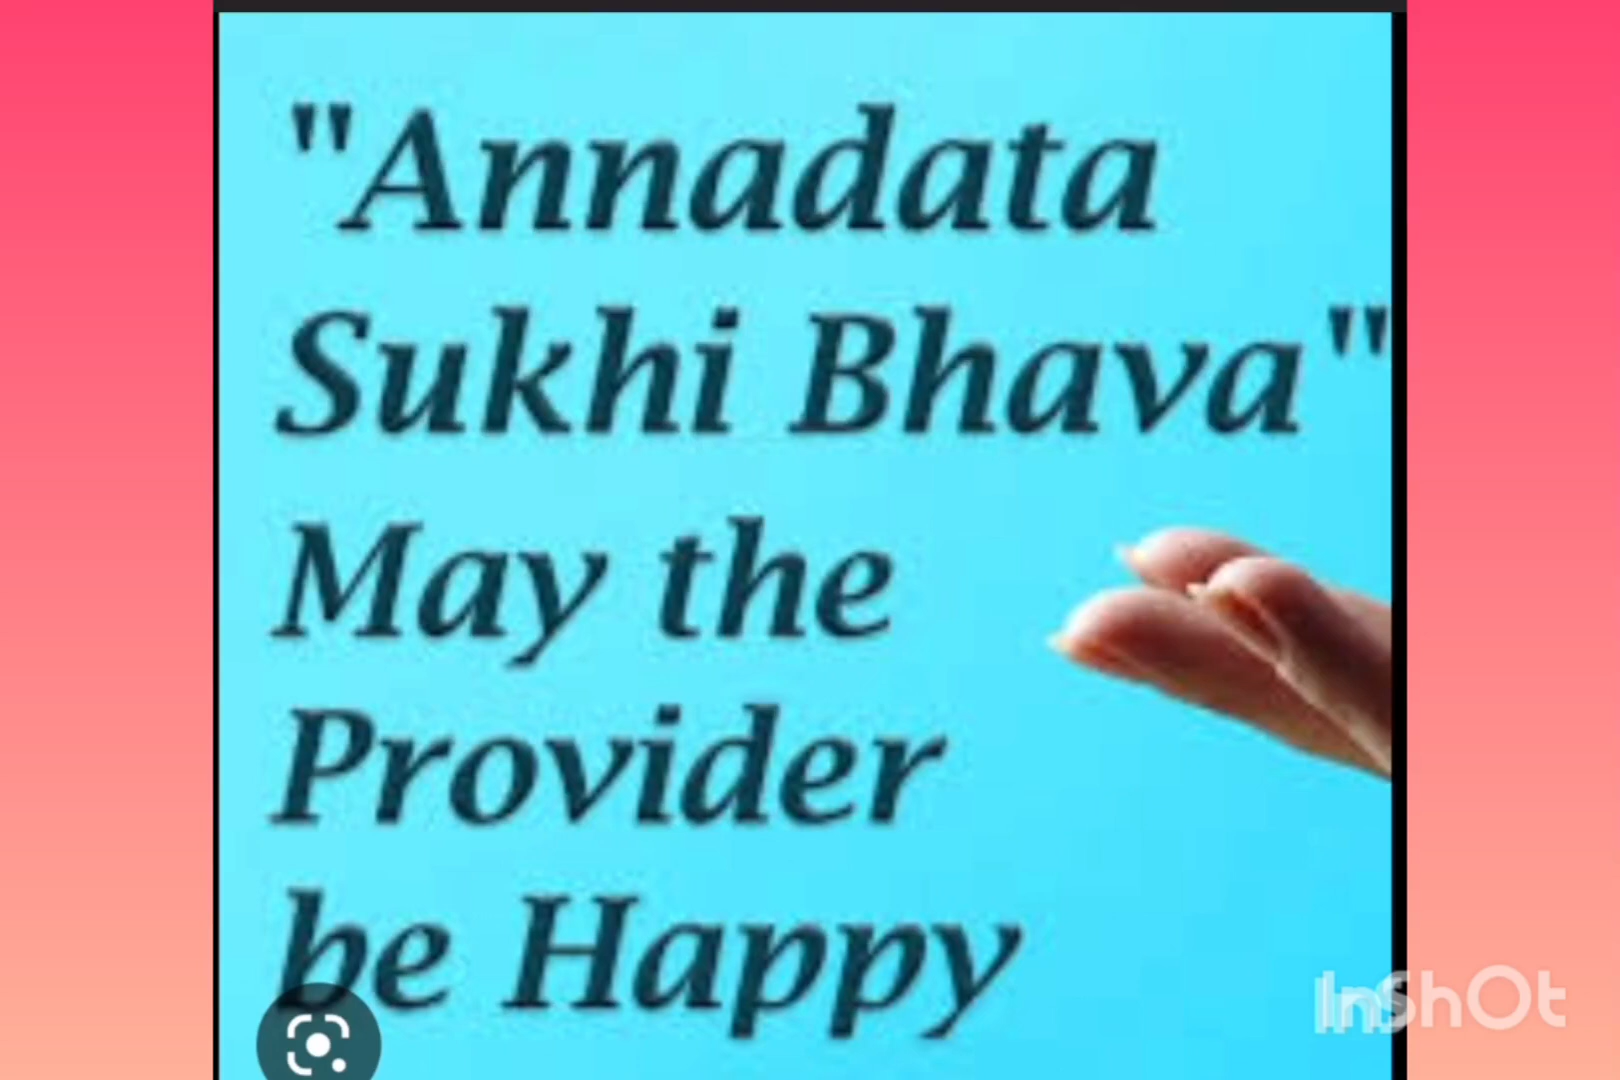 "Annadata
Sukhi Bhava"
May the
Provider
be Happy
InShOt